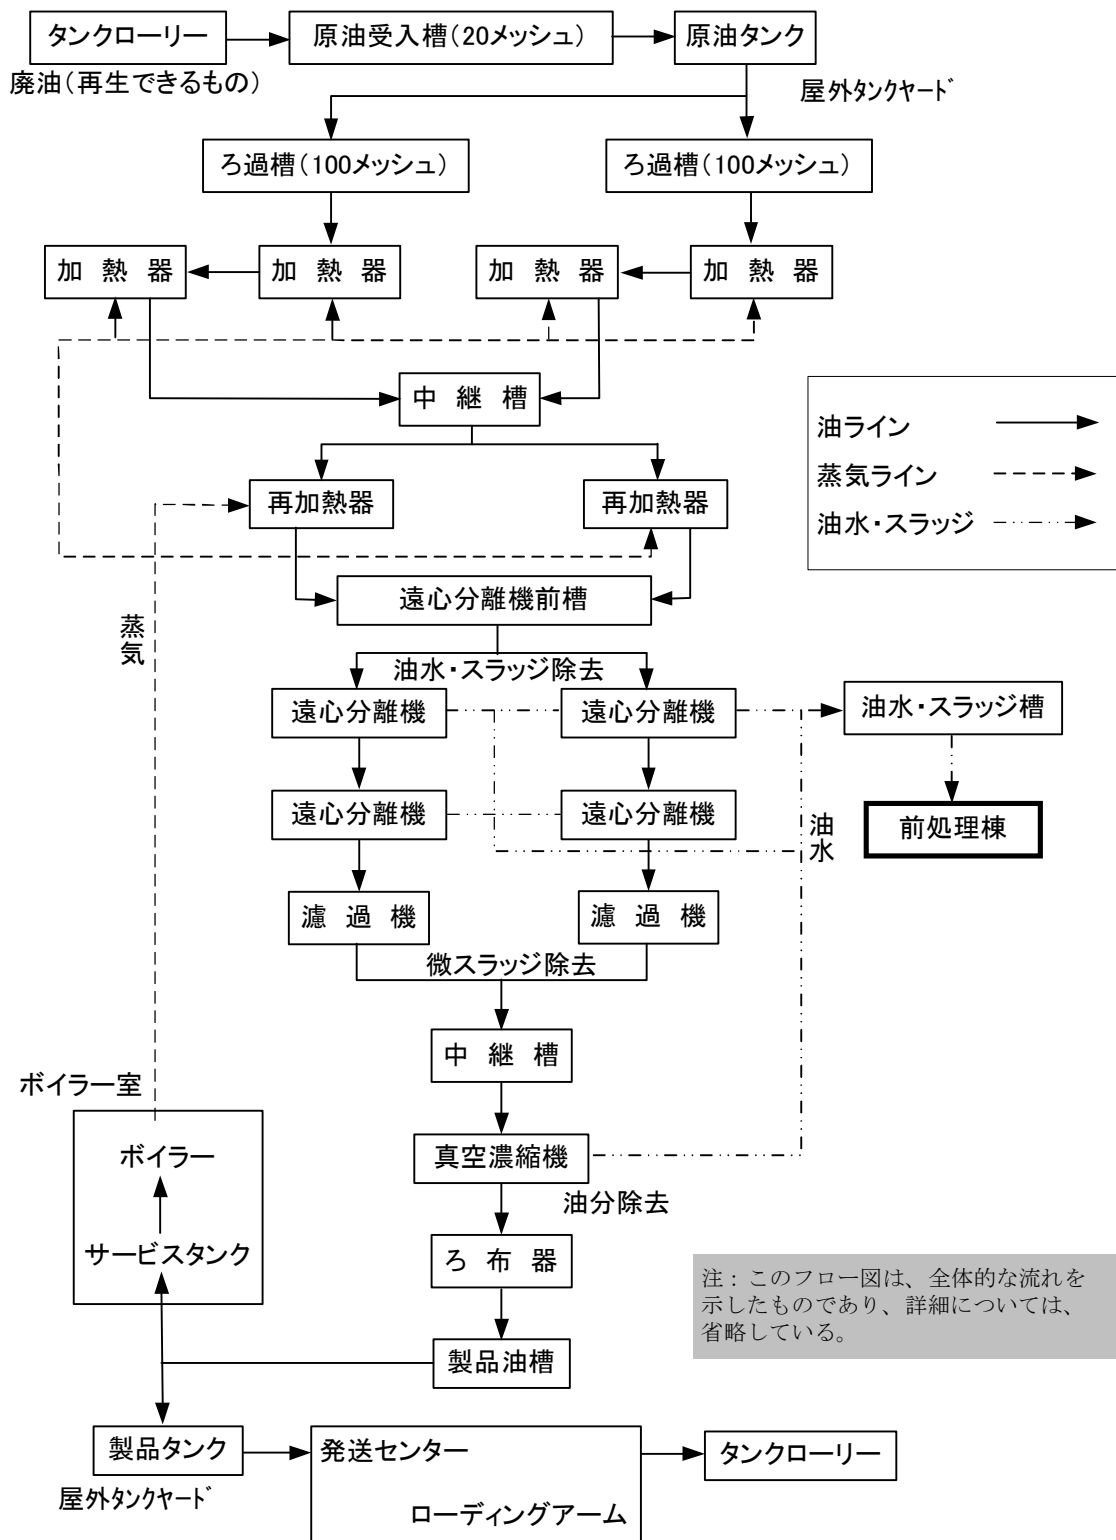 タンクローリー
原油受入槽(20メッシュ)
原油タンク
廃油(再生できるもの)
屋外ﾀﾝｸﾔｰﾄﾞ
ろ過槽(100メッシュ)
ろ過槽(100メッシュ)
加 熱 器
加 熱 器
加 熱 器
加 熱 器
中 継 槽
油ライン
蒸気ライン
油水・スラッジ
再加熱器
再加熱器
遠心分離機前槽
蒸気
油水・スラッジ除去
遠心分離機
遠心分離機
油水・スラッジ槽
遠心分離機
遠心分離機
油水
前処理棟
濾 過 機
濾 過 機
微スラッジ除去
中 継 槽
ボイラー室
ボイラー
真空濃縮機
油分除去
サービスタンク
ろ 布 器
注：このフロー図は、全体的な流れを
示したものであり、詳細については、
省略している。
製品油槽
製品タンク
発送センター
タンクローリー
屋外ﾀﾝｸﾔｰﾄﾞ
ローディングアーム